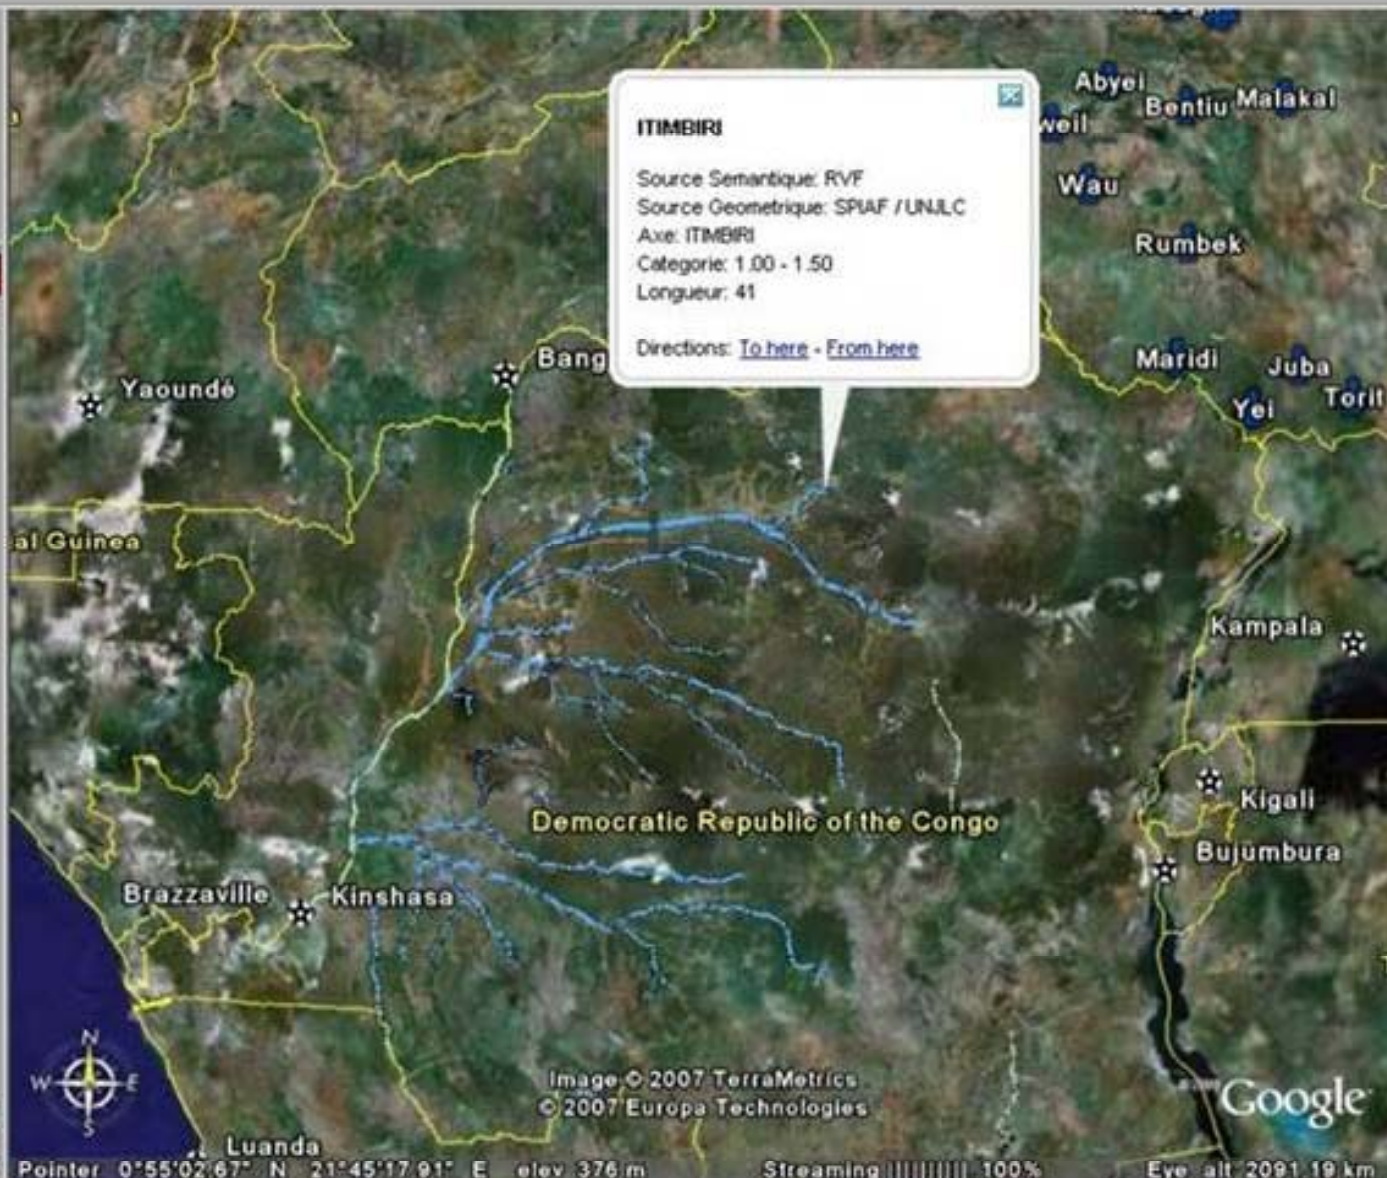 Abyei
Bentiu
Malakal
weil
Wau
Rumbek
Maridi
Juba
Torit
Yei
ITIMBIRI
Source Semantique: RVF
Source Geometrique: SPIAF / UNJLC
Axe: ITIMBIRI
Categorie: 1.00 - 1.50
Longueur: 41
Directions: To here - From here
Bang
Yaoundé
al Guinea
Kampala
Kigali
Democratic Republic of the Congo
Bujumbura
Brazzaville
Kinshasa
N
W E
S
Image © 2007 TerraMetrics
© 2007 Europa Technologies
Google
Luanda
Pointer 0°55'02.67" N 21°45'17.91" E elev 376 m Streaming |||||||||| 100% Eye alt 2091.19 km